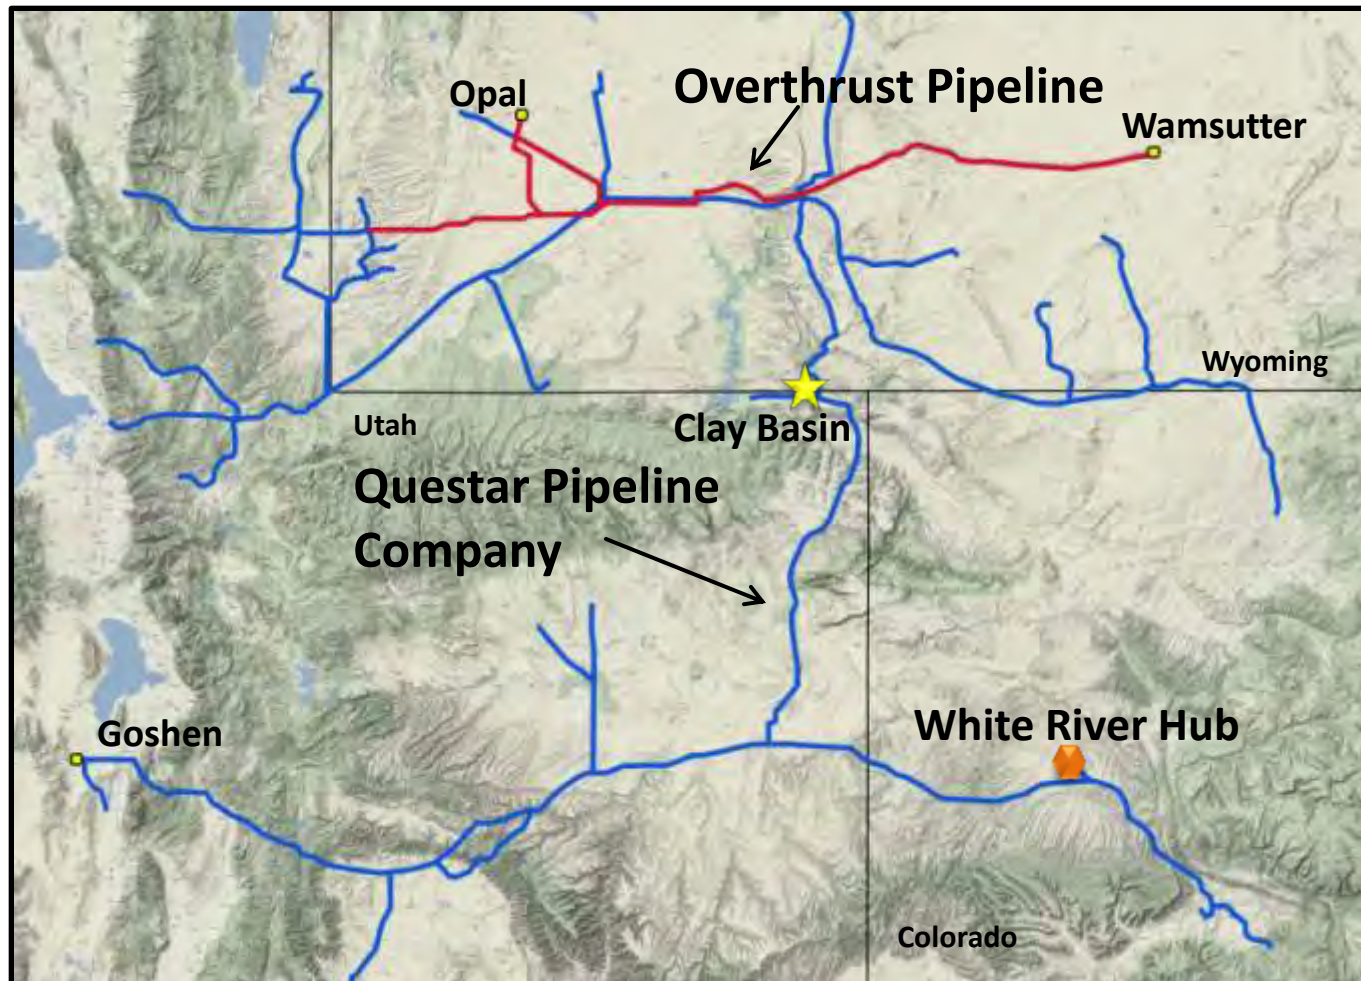 Overthrust Pipeline
Opal
Wamsutter
Wyoming
Utah
Clay Basin
Questar Pipeline
Company
White River Hub
Goshen
Colorado